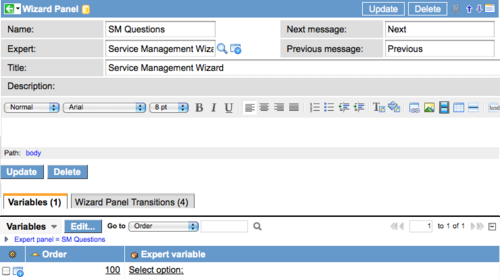 Wizard Panel Update Delete
Name: SM Questions Next message: Next
Expert: Service Management Wiza Previous message: Previous
Title: Service Management Wizard
Description:
Normal Arial 8 pt B I U
Path: body
Update Delete
Variables (1) Wizard Panel Transitions (4)
Variables Edit... Go to Order 1 to 1 of 1
Expert panel = SM Questions
Order Expert variable
100 Select option: